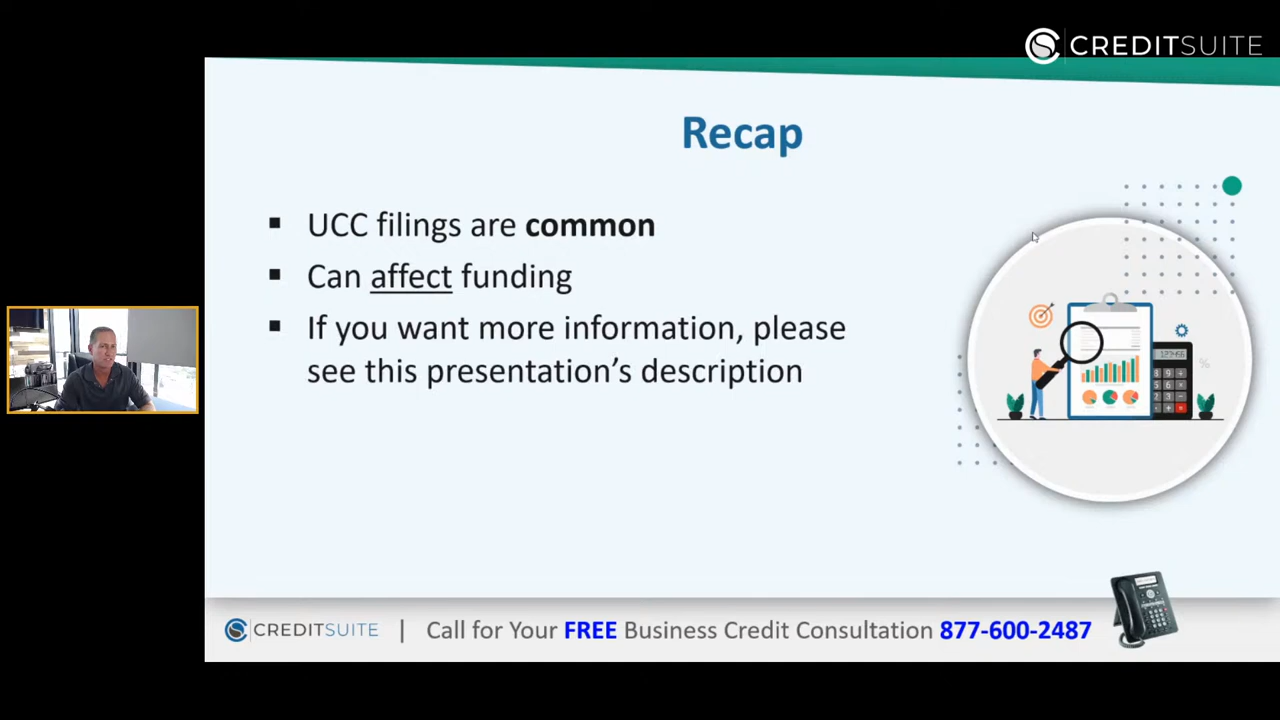 CREDITSUITE
Recap
▪ UCC filings are common
▪ Can affect funding
▪ If you want more information, please
see this presentation's description
CREDITSUITE | Call for Your FREE Business Credit Consultation 877-600-2487